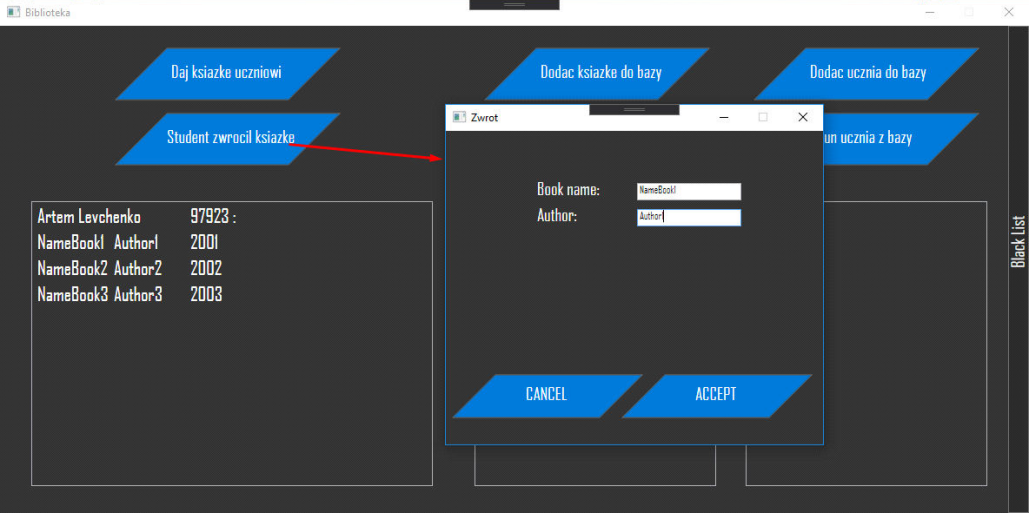 Biblioteka
Daj ksiazke uczniowi
Dodac ksiazke do bazy
Dodac ucznia do bazy
Student zwrocil ksiazke
un ucznia z bazy
Zwrot
Book name: NameBook1
Author: Author1
CANCEL
ACCEPT
Artem Levchenko 97923 :
NameBook1 Author1 2001
NameBook2 Author2 2002
NameBook3 Author3 2003
Black List